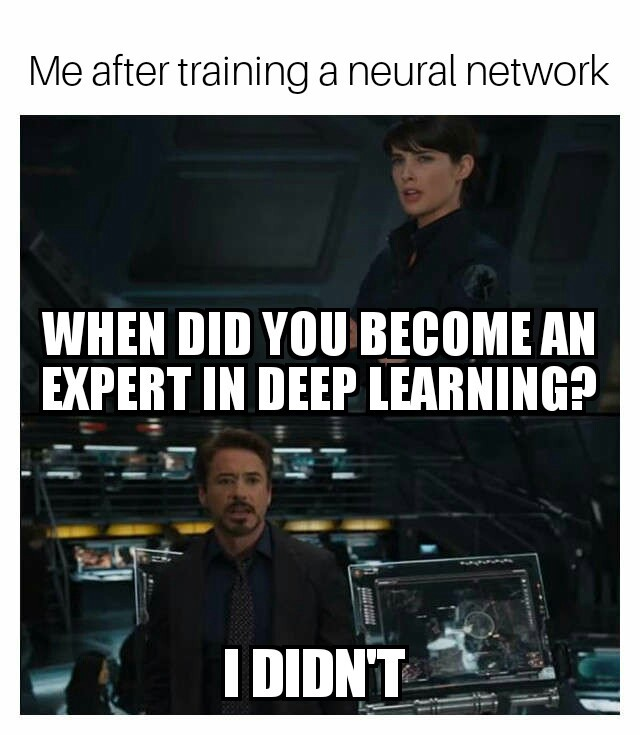 Me after training a neural network
WHEN DID YOU BECOME AN
EXPERT IN DEEP LEARNING?
I DIDN'T